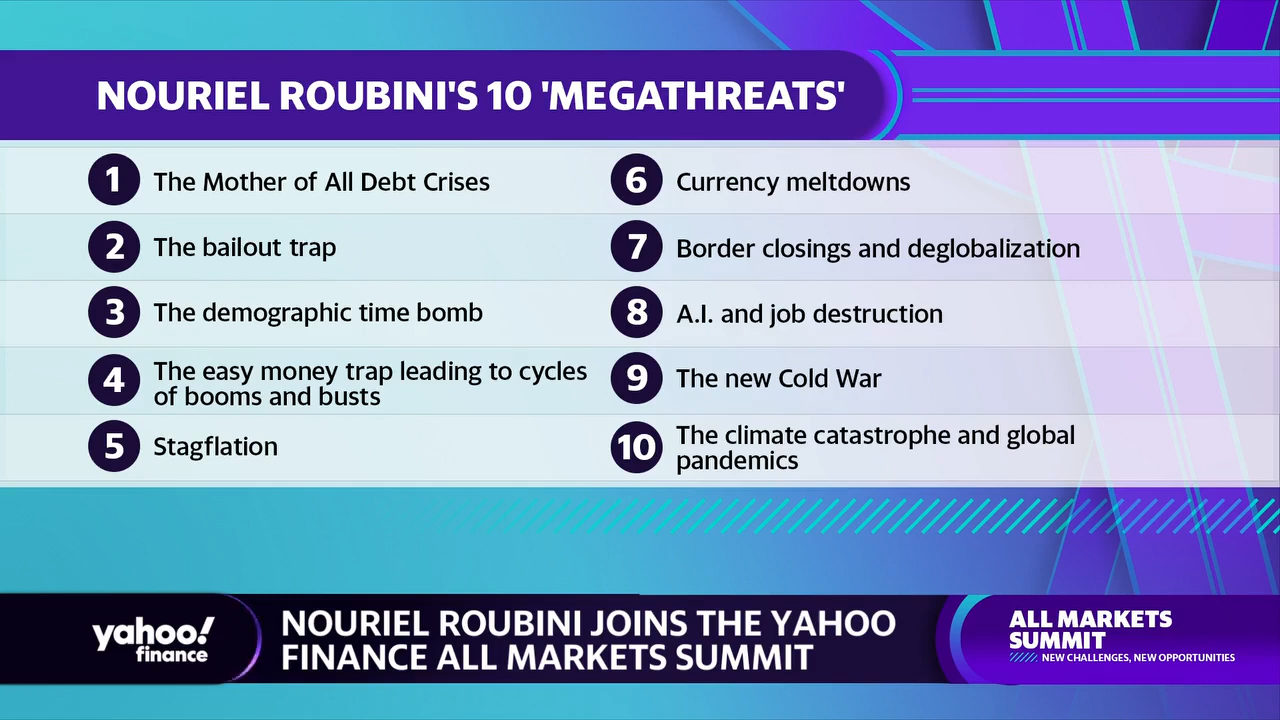 NOURIEL ROUBINI'S 10 'MEGATHREATS'
1 The Mother of All Debt Crises
2 The bailout trap
3 The demographic time bomb
4 The easy money trap leading to cycles
of booms and busts
5 Stagflation
6 Currency meltdowns
7 Border closings and deglobalization
8 A.I. and job destruction
9 The new Cold War
10 The climate catastrophe and global
pandemics
yahoo!
finance
NOURIEL ROUBINI JOINS THE YAHOO
FINANCE ALL MARKETS SUMMIT
ALL MARKETS
SUMMIT
NEW CHALLENGES, NEW OPPORTUNITIES